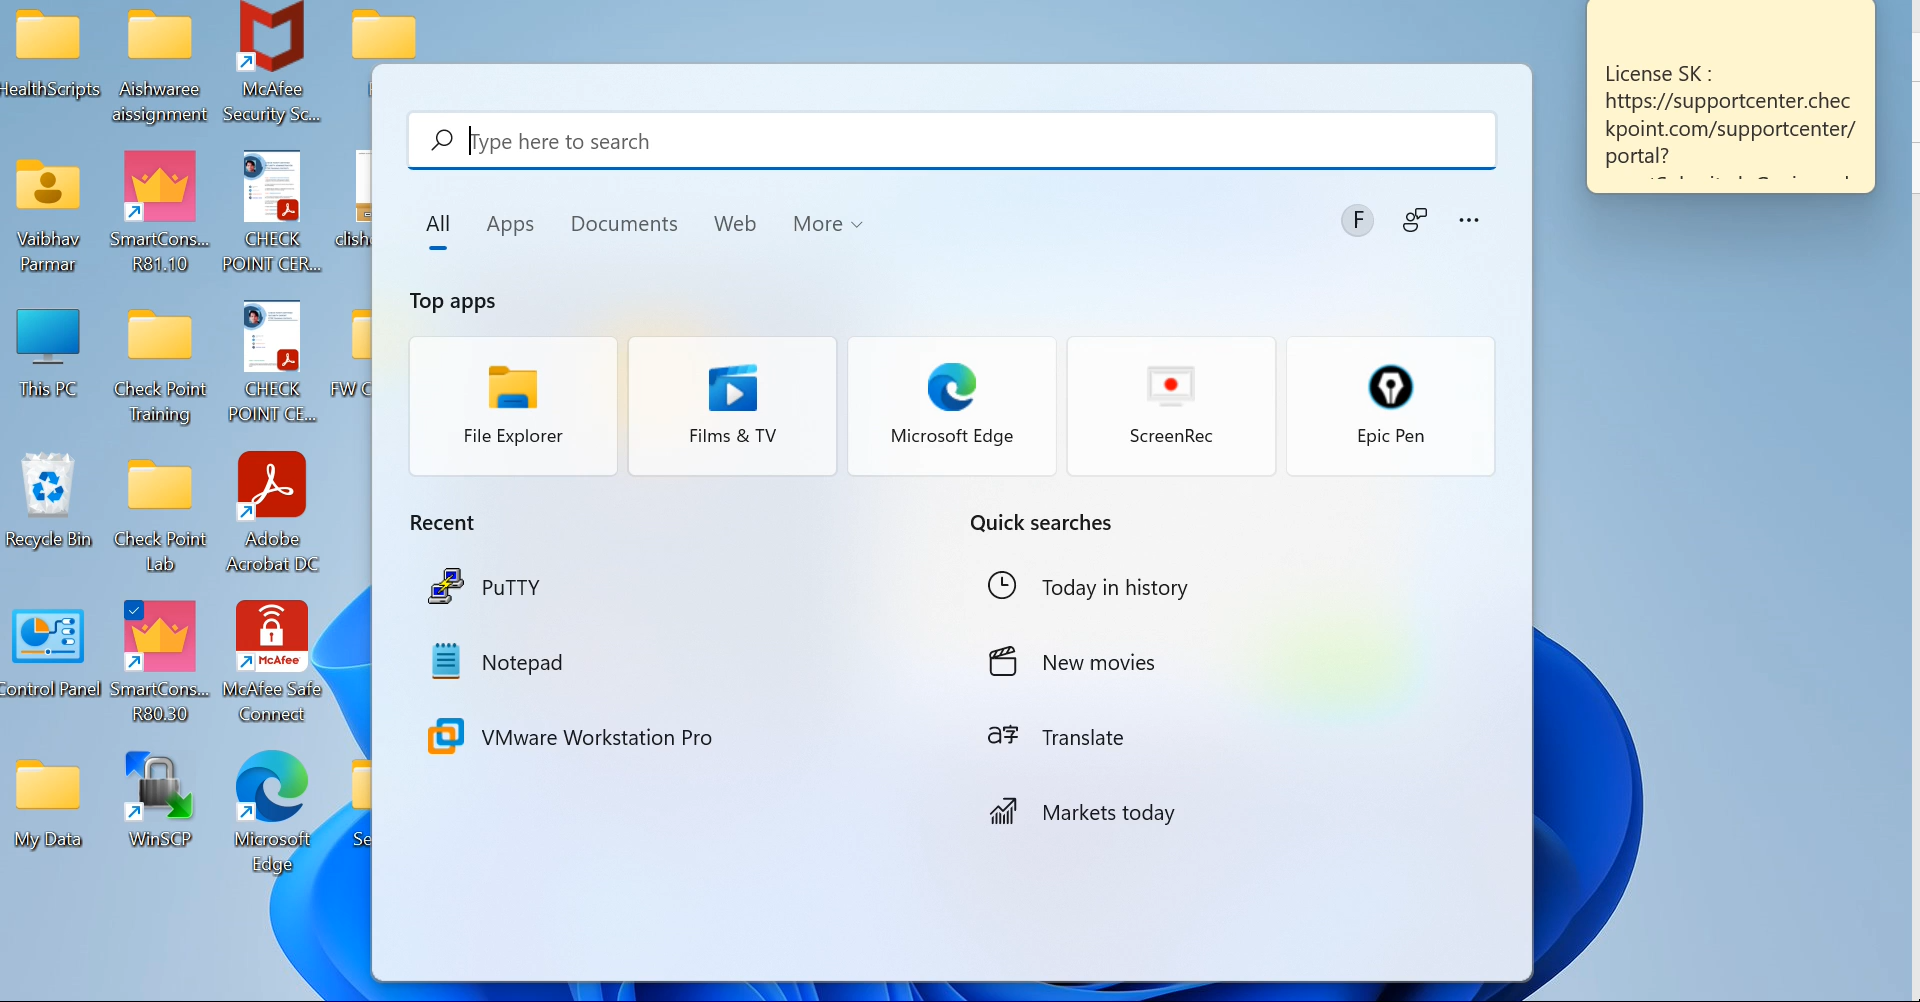 HealthScripts
Aishwaree
aissignment
McAfee
Security Sc...
Vaibhav
Parmar
SmartCons...
R81.10
CHECK
POINT CER...
clish
This PC
Check Point
Training
CHECK
POINT CE...
FW C
Recycle Bin
Check Point
Lab
Adobe
Acrobat DC
Control Panel
SmartCons...
R80.30
McAfee
McAfee Safe
Connect
My Data
WinSCP
Microsoft
Edge
Se
Type here to search
All Apps Documents Web More
F
Top apps
File Explorer
Films & TV
Microsoft Edge
ScreenRec
Epic Pen
Recent
PuTTY
Notepad
VMware Workstation Pro
Quick searches
Today in history
New movies
Translate
Markets today
License SK :
https://supportcenter.chec
kpoint.com/supportcenter/
portal?